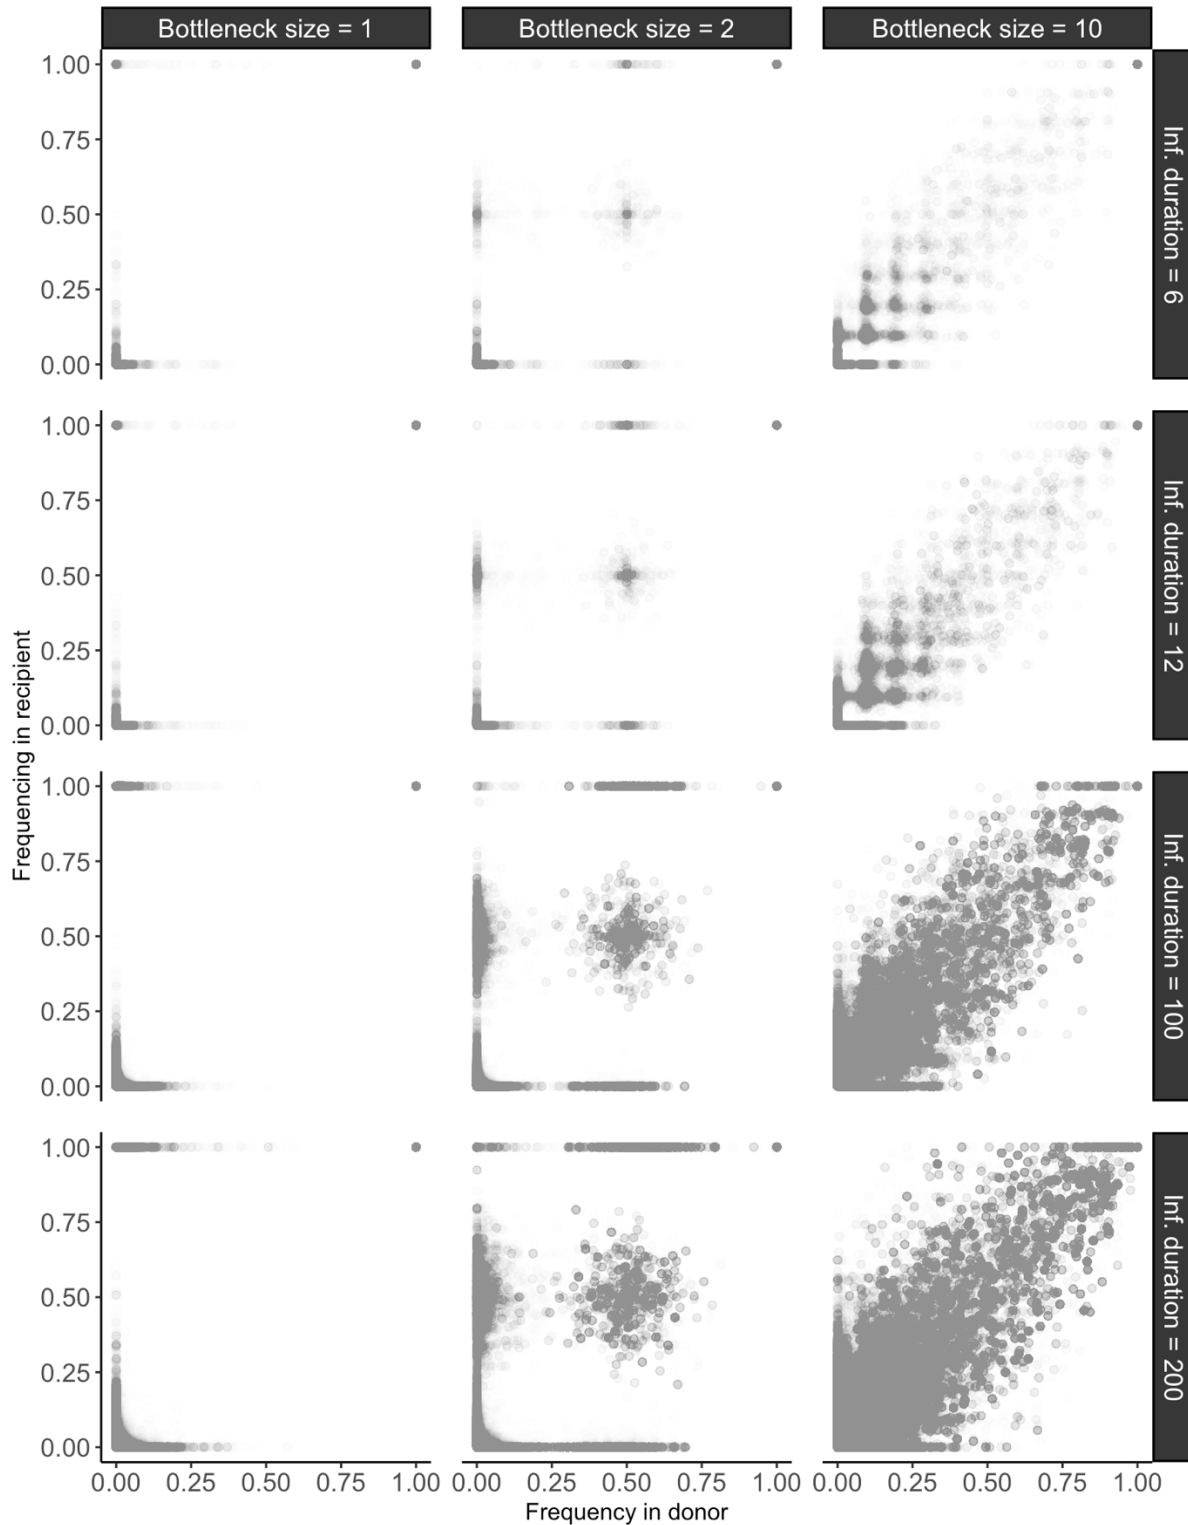 Bottleneck size = 1
Bottleneck size = 2
Bottleneck size = 10
1.00
0.75
0.50
0.25
0.00
Inf. duration = 6
1.00
0.75
0.50
0.25
0.00
Inf. duration = 12
1.00
0.75
0.50
0.25
0.00
Inf. duration = 100
1.00
0.75
0.50
0.25
0.00
Inf. duration = 200
Frequencing in recipient
0.00 0.25 0.50 0.75 1.00
0.00 0.25 0.50 0.75 1.00
0.00 0.25 0.50 0.75 1.00
Frequency in donor